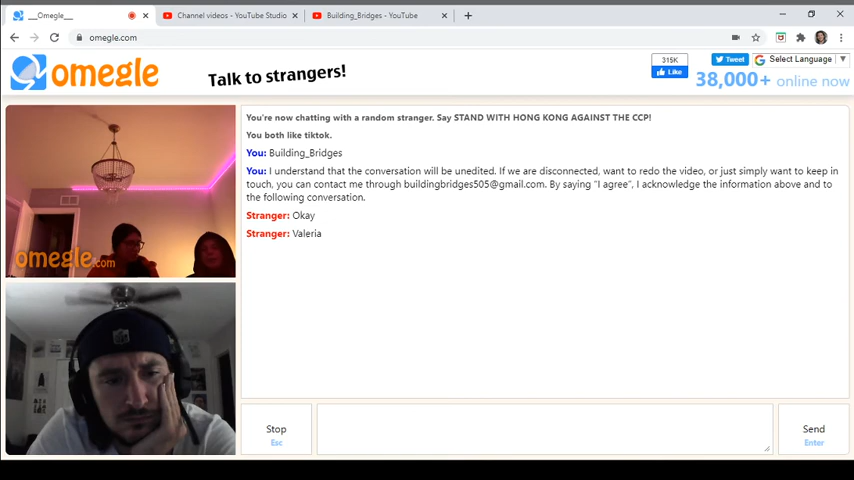 __Omegle__
Channel videos - YouTube Studio
Building_Bridges - YouTube
omegle.com
omegle
Talk to strangers!
315K
Like
Tweet
Select Language
38,000+ online now
You're now chatting with a random stranger. Say STAND WITH HONG KONG AGAINST THE CCP!
You both like tiktok.
You: Building_Bridges
You: I understand that the conversation will be unedited. If we are disconnected, want to redo the video, or just simply want to keep in
touch, you can contact me through buildingbridges505@gmail.com. By saying "I agree", I acknowledge the information above and to
the following conversation.
Stranger: Okay
Stranger: Valeria
omegle.com
NFL
Stop
Esc
Send
Enter